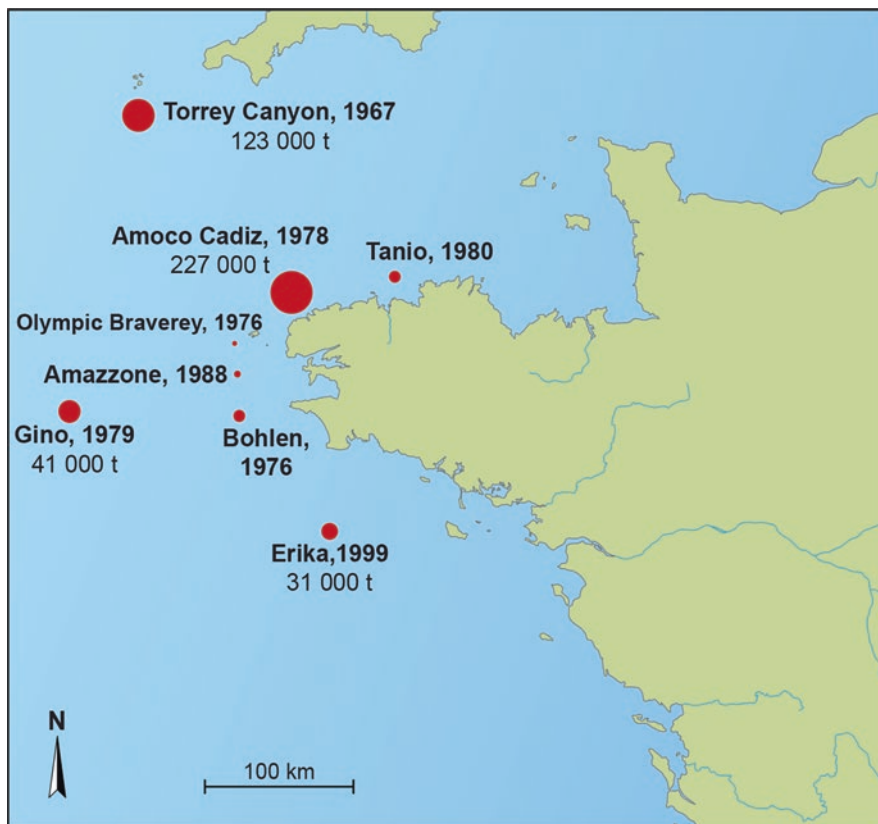 Torrey Canyon, 1967
123 000 t
Amoco Cadiz, 1978
227 000 t
Tanio, 1980
Olympic Braverey, 1976
Amazzone, 1988
Gino, 1979
41 000 t
Bohlen,
1976
Erika,1999
31 000 t
N
100 km